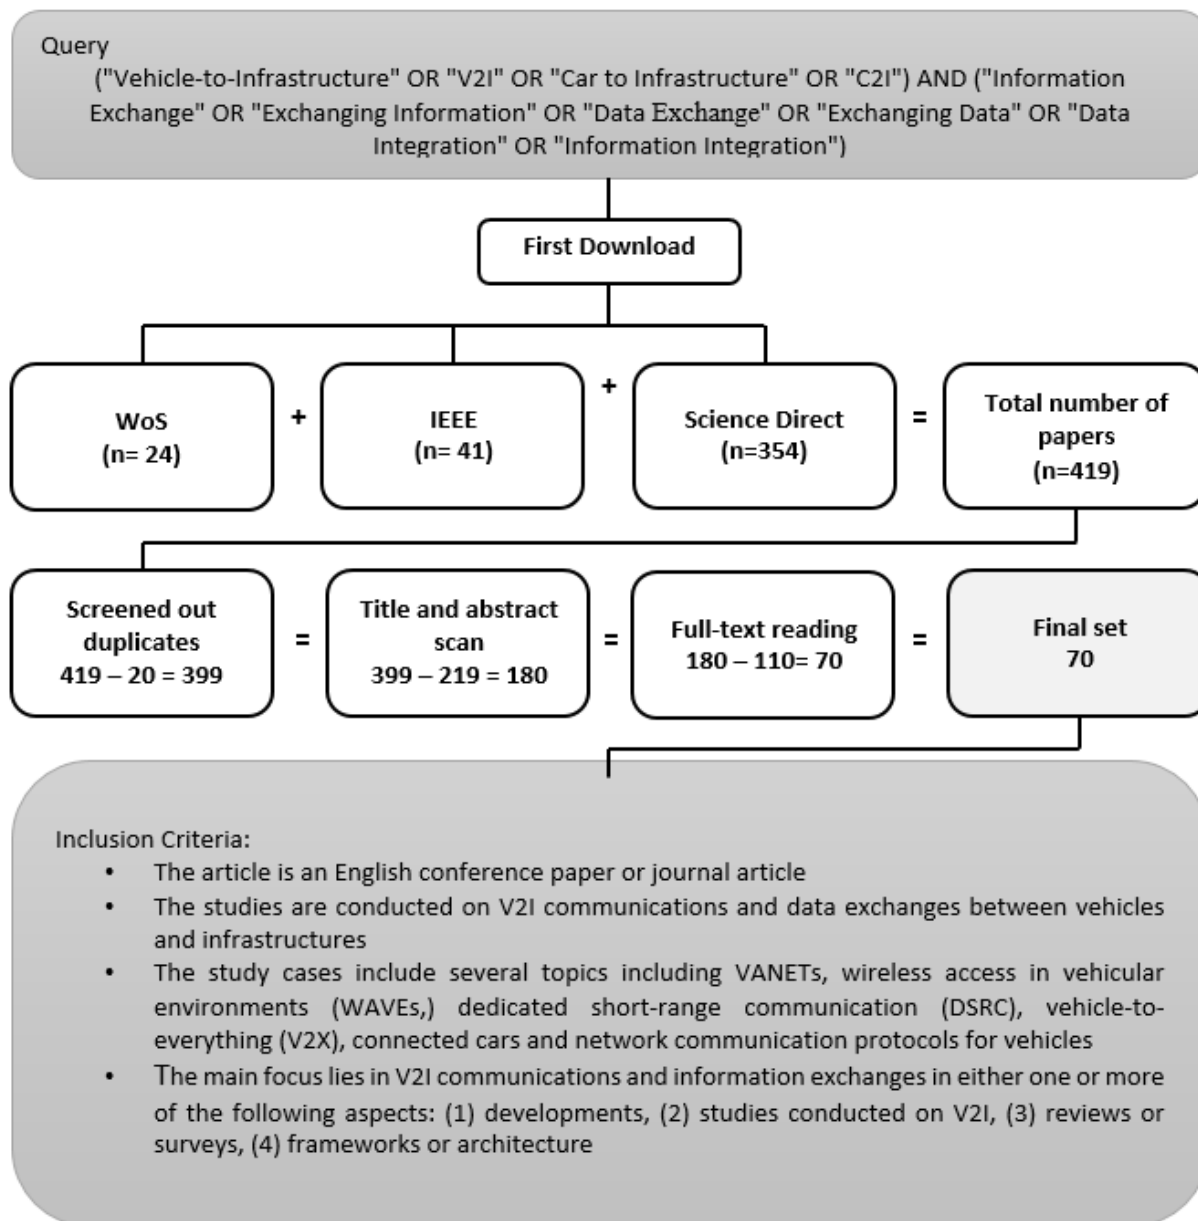 Query
("Vehicle-to-Infrastructure" OR "V2I" OR "Car to Infrastructure" OR "C2I") AND ("Information
Exchange" OR "Exchanging Information" OR "Data Exchange" OR "Exchanging Data" OR "Data
Integration" OR "Information Integration")
First Download
WoS
(n= 24)
+
IEEE
(n= 41)
+
Science Direct
(n=354)
=
Total number of
papers
(n=419)
Screened out
duplicates
419 – 20 = 399
=
Title and abstract
scan
399 – 219 = 180
=
Full-text reading
180 – 110= 70
=
Final set
70
Inclusion Criteria:
• The article is an English conference paper or journal article
• The studies are conducted on V2I communications and data exchanges between vehicles
and infrastructures
• The study cases include several topics including VANETs, wireless access in vehicular
environments (WAVEs,) dedicated short-range communication (DSRC), vehicle-to-
everything (V2X), connected cars and network communication protocols for vehicles
• The main focus lies in V2I communications and information exchanges in either one or more
of the following aspects: (1) developments, (2) studies conducted on V2I, (3) reviews or
surveys, (4) frameworks or architecture